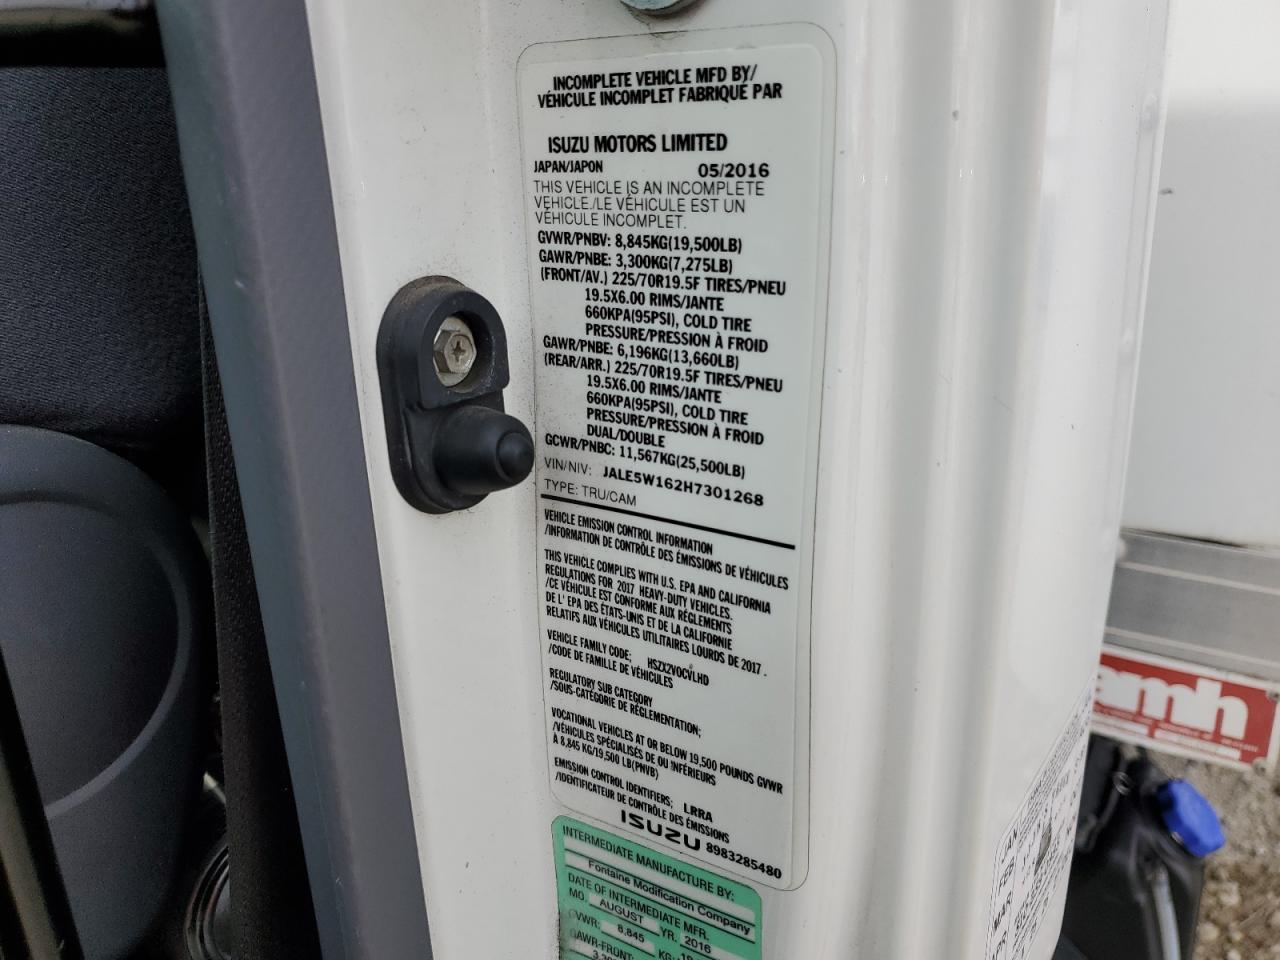 INCOMPLETE VEHICLE MFD BY/
VÉHICULE INCOMPLET FABRIQUÉ PAR
ISUZU MOTORS LIMITED
JAPAN/JAPON 05/2016
THIS VEHICLE IS AN INCOMPLETE
VEHICLE./LE VÉHICULE EST UN
VÉHICULE INCOMPLET.
GVWR/PNBV: 8,845KG(19,500LB)
GAWR/PNBE: 3,300KG(7,275LB)
(FRONT/AV.) 225/70R19.5F TIRES/PNEU
19.5X6.00 RIMS/JANTE
660KPA(95PSI), COLD TIRE
PRESSURE/PRESSION À FROID
GAWR/PNBE: 6,196KG(13,660LB)
(REAR/ARR.) 225/70R19.5F TIRES/PNEU
19.5X6.00 RIMS/JANTE
660KPA(95PSI), COLD TIRE
PRESSURE/PRESSION À FROID
DUAL/DOUBLE
GCWR/PNBC: 11,567KG(25,500LB)
VIN/NIV: JALE5W162H7301268
TYPE: TRU/CAM
VEHICLE EMISSION CONTROL INFORMATION
/INFORMATION DE CONTRÔLE DES ÉMISSIONS DE VÉHICULES
THIS VEHICLE COMPLIES WITH U.S. EPA AND CALIFORNIA
REGULATIONS FOR 2017 HEAVY-DUTY VEHICLES.
/CE VÉHICULE EST CONFORME AUX RÉGLEMENTS
DE L'EPA DES ÉTATS-UNIS ET DE LA CALIFORNIE
RELATIFS AUX VÉHICULES UTILITAIRES LOURDS DE 2017.
VEHICLE FAMILY CODE; HSZX2VOCVLHD
/CODE DE FAMILLE DE VÉHICULES
REGULATORY SUB CATEGORY
/SOUS-CATÉGORIE DE RÉGLEMENTATION;
VOCATIONAL VEHICLES AT OR BELOW 19,500 POUNDS GVWR
/VÉHICULES SPÉCIALISÉS DE OU INFÉRIEURS
À 8,845 KG/19,500 LB(PNVB)
EMISSION CONTROL IDENTIFIERS; LRRA
/IDENTIFICATEUR DE CONTRÔLE DES ÉMISSIONS
ISUZU 8983285480
INTERMEDIATE MANUFACTURE BY:
Fontaine Modification Company
DATE OF INTERMEDIATE MFR.
MO. AUGUST YR. 2016
GVWR: 8,845 KG
GAWR-FRONT:
amh
JAN
FEB
MAR